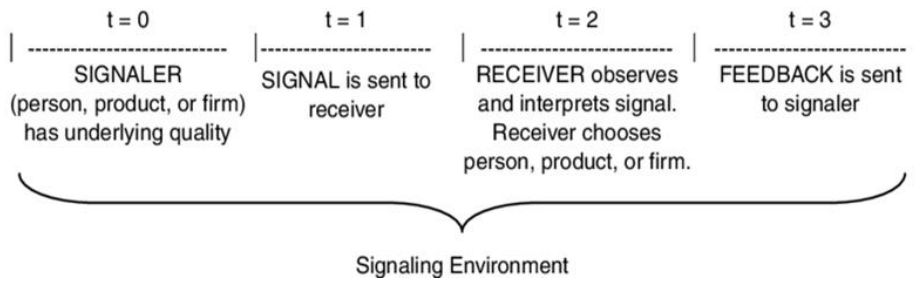 t = 0
t = 1
t = 2
t = 3
SIGNALER
(person, product, or firm)
has underlying quality
SIGNAL is sent to
receiver
RECEIVER observes
and interprets signal.
Receiver chooses
person, product, or firm.
FEEDBACK is sent
to signaler
Signaling Environment